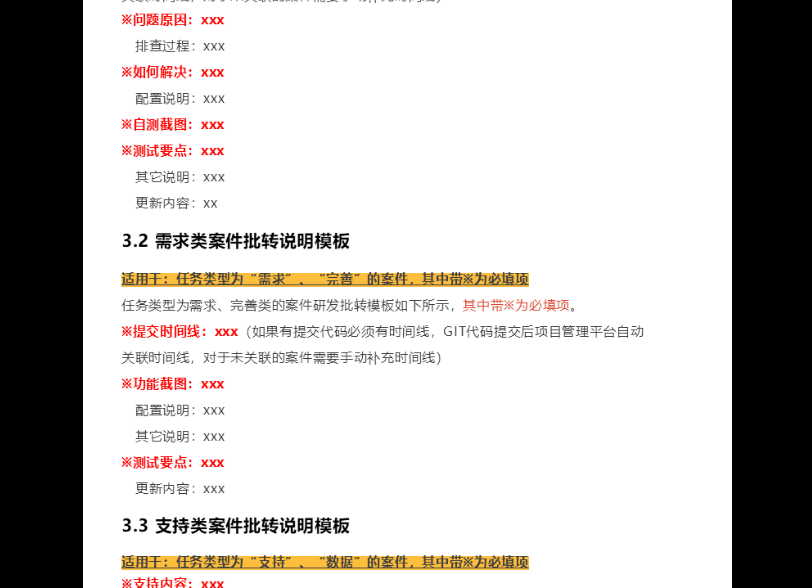 ※问题原因：xxx
排查过程：xxx
※如何解决：xxx
配置说明：xxx
※自测截图：xxx
※测试要点：xxx
其它说明：xxx
更新内容：xx
3.2 需求类案件批转说明模板
适用于：任务类型为“需求”、“完善”的案件，其中带※为必填项
任务类型为需求、完善类的案件研发批转模板如下所示，其中带※为必填项。
※提交时间线：xxx（如果有提交代码必须有时间线，GIT代码提交后项目管理平台自动
关联时间线，对于未关联的案件需要手动补充时间线）
※功能截图：xxx
配置说明：xxx
其它说明：xxx
※测试要点：xxx
更新内容：xxx
3.3 支持类案件批转说明模板
适用于：任务类型为“支持”、“数据”的案件，其中带※为必填项
※支持内容：xxx